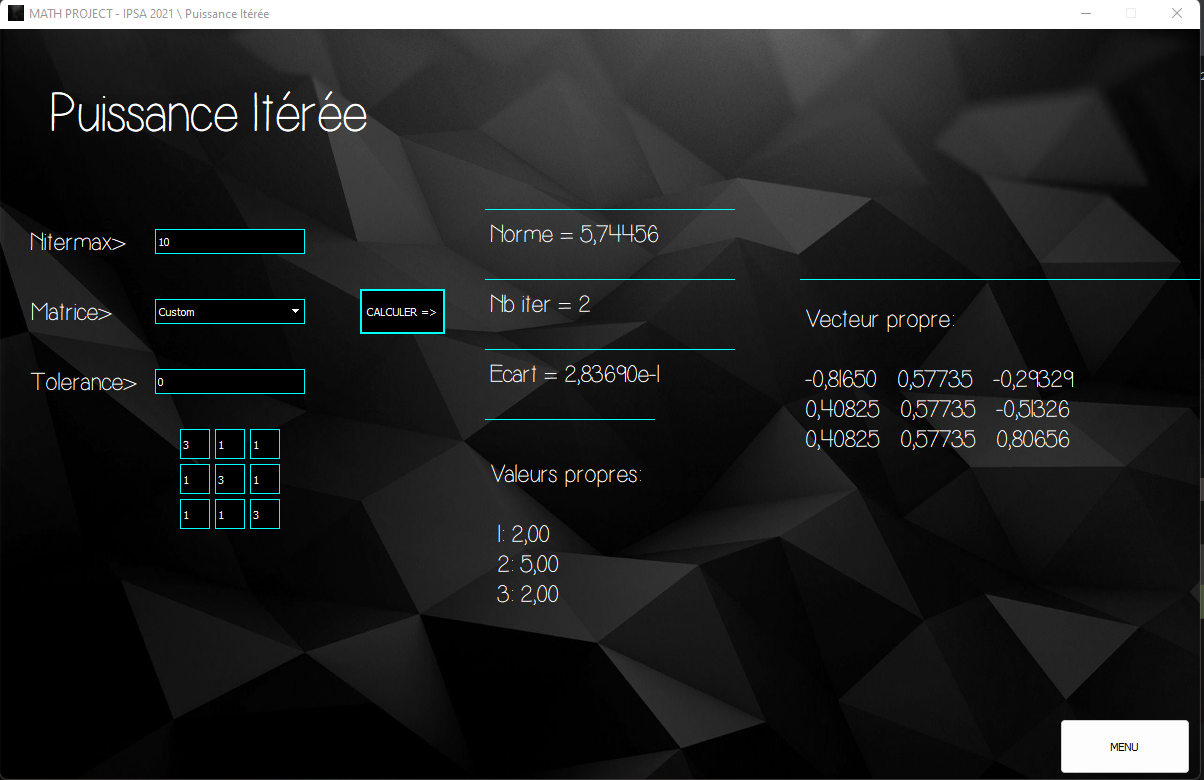 MATH PROJECT - IPSA 2021 \ Puissance Itérée
Puissance Itérée
Nitermax> 10
Matrice> Custom
CALCULER =>
Tolerance> 0
3 1 1
1 3 1
1 1 3
Norme = 5,74456
Nb iter = 2
Ecart = 2,83690e-1
Valeurs propres:
1: 2,00
2: 5,00
3: 2,00
Vecteur propre:
-0,81650 0,57735 -0,29329
0,40825 0,57735 -0,51326
0,40825 0,57735 0,80656
MENU